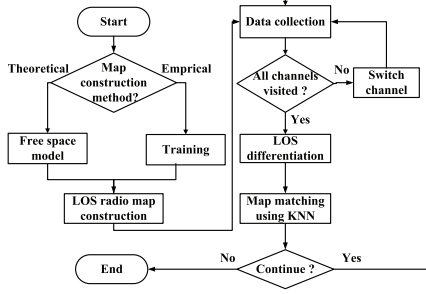 Start
Theoretical
Map
construction
method?
Emprical
Free space
model
Training
LOS radio map
construction
Data collection
All channels
visited ?
No
Switch
channel
Yes
LOS
differentiation
Map matching
using KNN
No
Continue ?
Yes
End